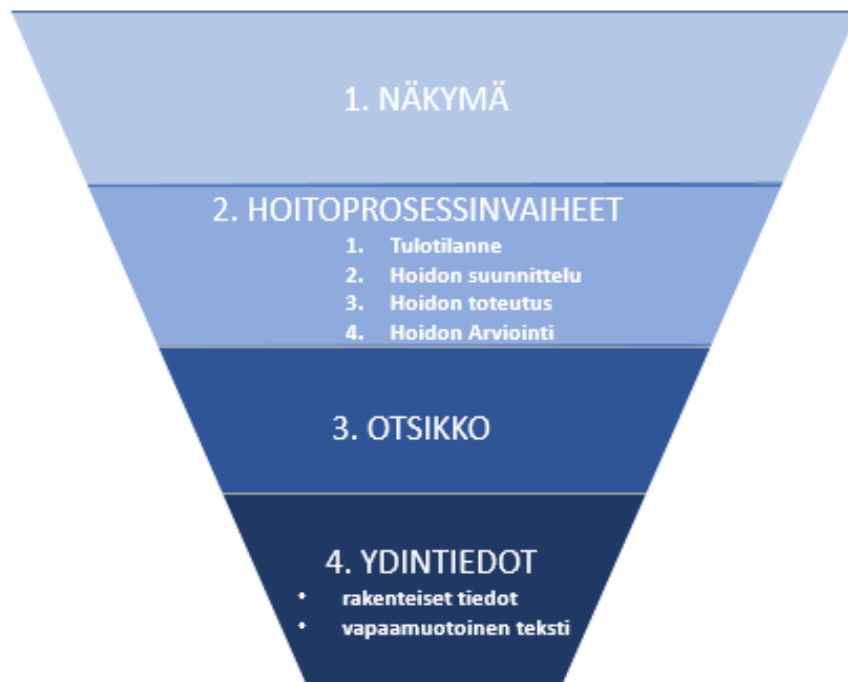 1. NÄKYMÄ
2. HOITOPROSESSINVAIHEET
1. Tulotilanne
2. Hoidon suunnittelu
3. Hoidon toteutus
4. Hoidon Arviointi
3. OTSIKKO
4. YDINTIEDOT
• rakenteiset tiedot
• vapaamuotoinen teksti